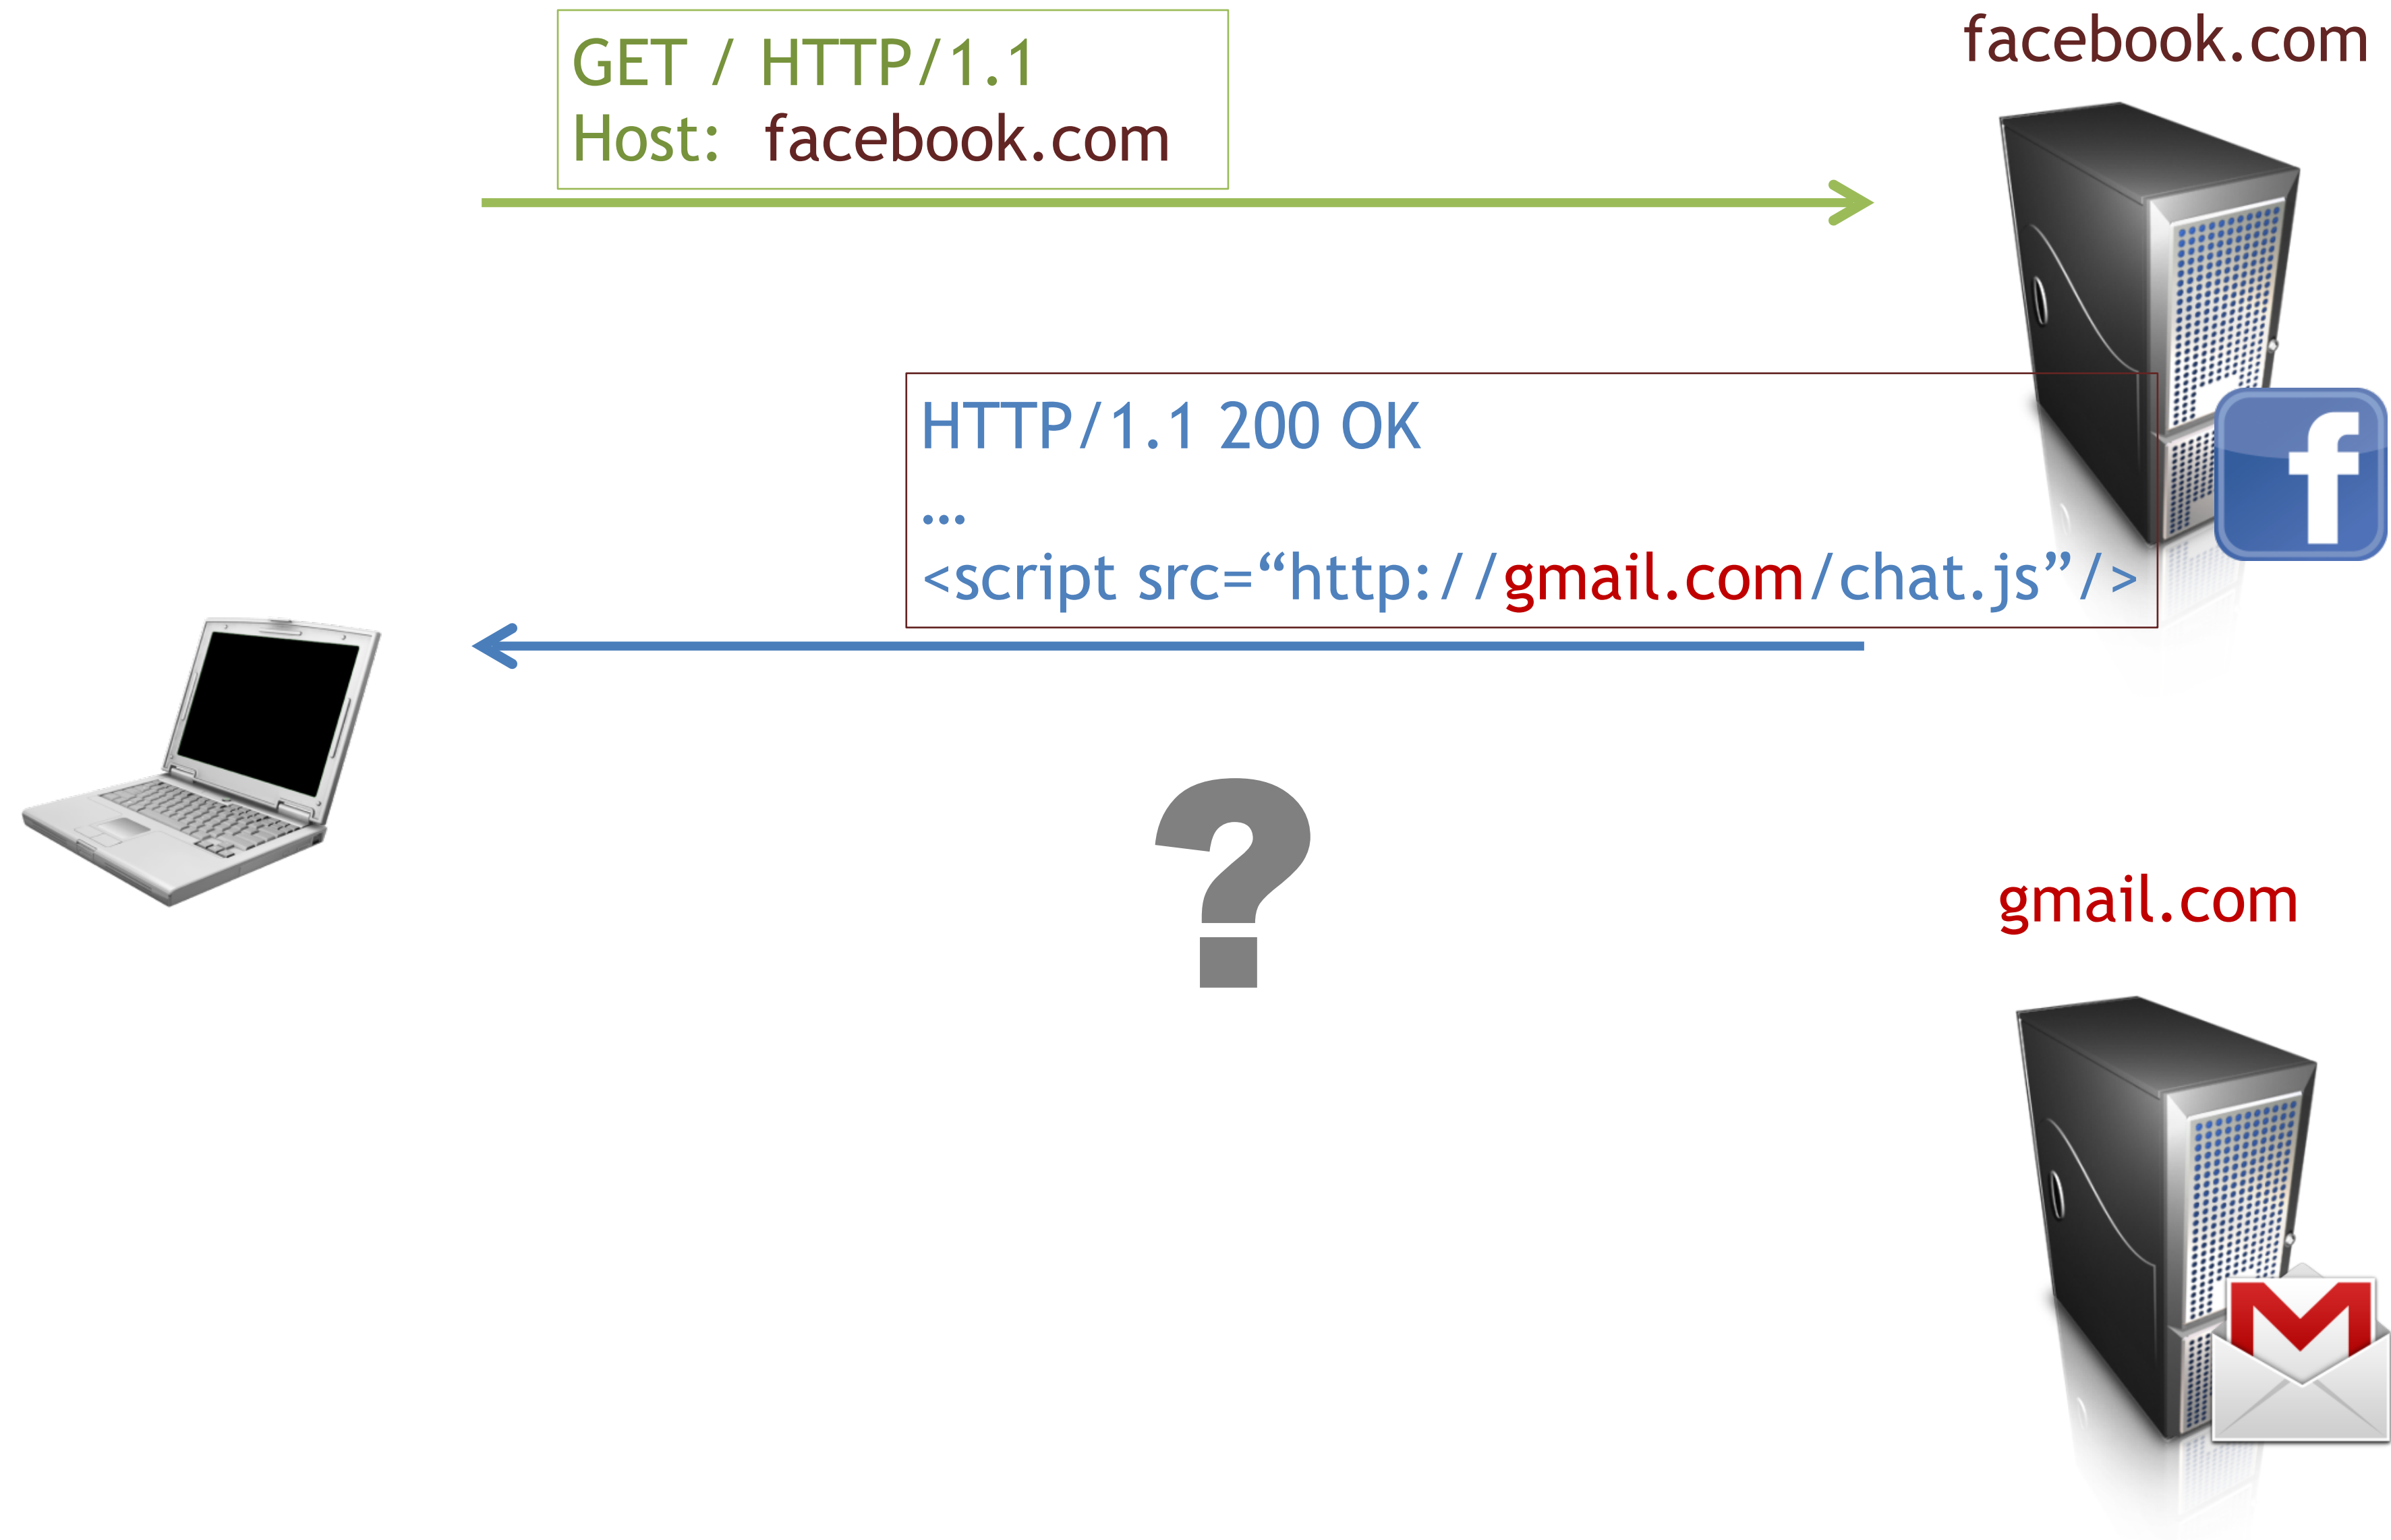 facebook.com
GET / HTTP/1.1
Host: facebook.com
HTTP/1.1 200 OK
…
<script src=“http://gmail.com/chat.js”/>
?
gmail.com